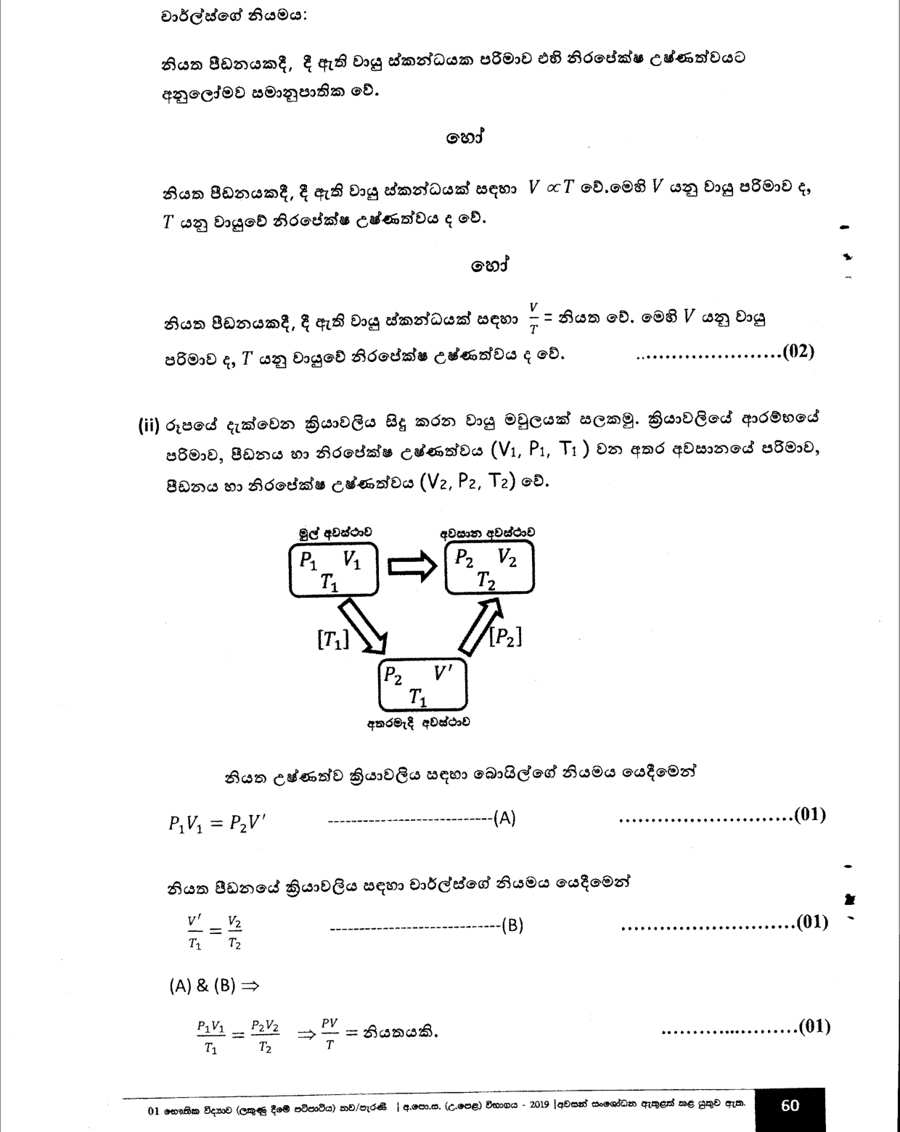 චාර්ල්ස්ගේ නියමය:
නියත පීඩනයකදී, දී ඇති වායු ස්කන්ධයක පරිමාව එහි නිරපේක්ෂ උෂ්ණත්වයට
අනුලෝමව සමානුපාතික වේ.
හෝ
නියත පීඩනයකදී, දී ඇති වායු ස්කන්ධයක් සඳහා V ∝ T වේ.මෙහි V යනු වායු පරිමාව ද,
T යනු වායුවේ නිරපේක්ෂ උෂ්ණත්වය ද වේ.
හෝ
නියත පීඩනයකදී, දී ඇති වායු ස්කන්ධයක් සඳහා V/T = නියත වේ. මෙහි V යනු වායු
පරිමාව ද, T යනු වායුවේ නිරපේක්ෂ උෂ්ණත්වය ද වේ. .......................(02)
(ii) රූපයේ දැක්වෙන ක්‍රියාවලිය සිදු කරන වායු මවුලයක් සලකමු. ක්‍රියාවලියේ ආරම්භයේ
පරිමාව, පීඩනය හා නිරපේක්ෂ උෂ්ණත්වය (V₁, P₁, T₁ ) වන අතර අවසානයේ පරිමාව,
පීඩනය හා නිරපේක්ෂ උෂ්ණත්වය (V₂, P₂, T₂) වේ.
මුල් අවස්ථාව අවසාන අවස්ථාව
P₁ V₁ P₂ V₂
T₁ T₂
[T₁] [P₂]
P₂ V′
T₁
අතරමැදි අවස්ථාව
නියත උෂ්ණත්ව ක්‍රියාවලිය සඳහා බොයිල්ගේ නියමය යෙදීමෙන්
P₁V₁ = P₂V′ ----------------------------(A) ...........................(01)
නියත පීඩනයේ ක්‍රියාවලිය සඳහා චාර්ල්ස්ගේ නියමය යෙදීමෙන්
V′/T₁ = V₂/T₂ -----------------------------(B) ...........................(01)
(A) & (B) ⇒
P₁V₁/T₁ = P₂V₂/T₂ ⇒ PV/T = නියතයකි. .....................(01)
01 භෞතික විද්‍යාව (ලකුණු දීමේ පටිපාටිය) නව/පැරණි | අ.පො.ස. (උ.පෙළ) විභාගය - 2019 |අවසන් සංශෝධන ඇතුළත් කළ යුතුව ඇත. 60